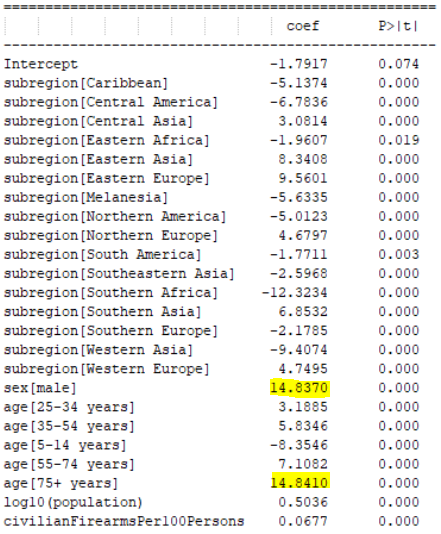 coef P>|t|
Intercept -1.7917 0.074
subregion[Caribbean] -5.1374 0.000
subregion[Central America] -6.7836 0.000
subregion[Central Asia] 3.0814 0.000
subregion[Eastern Africa] -1.9607 0.019
subregion[Eastern Asia] 8.3408 0.000
subregion[Eastern Europe] 9.5601 0.000
subregion[Melanesia] -5.6335 0.000
subregion[Northern America] -5.0123 0.000
subregion[Northern Europe] 4.6797 0.000
subregion[South America] -1.7711 0.003
subregion[Southeastern Asia] -2.5968 0.000
subregion[Southern Africa] -12.3234 0.000
subregion[Southern Asia] 6.8532 0.000
subregion[Southern Europe] -2.1785 0.000
subregion[Western Asia] -9.4074 0.000
subregion[Western Europe] 4.7495 0.000
sex[male] 14.8370 0.000
age[25-34 years] 3.1885 0.000
age[35-54 years] 5.8346 0.000
age[5-14 years] -8.3546 0.000
age[55-74 years] 7.1082 0.000
age[75+ years] 14.8410 0.000
log10(population) 0.5036 0.000
civilianFirearmsPer100Persons 0.0677 0.000